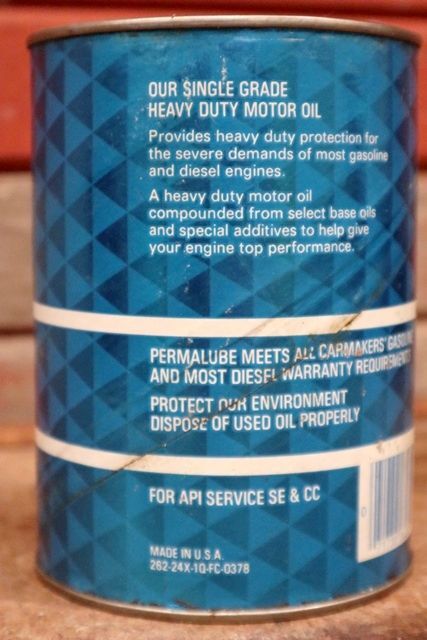 OUR SINGLE GRADE
HEAVY DUTY MOTOR OIL
Provides heavy duty protection for
the severe demands of most gasoline
and diesel engines.
A heavy duty motor oil
compounded from select base oils
and special additives to help give
your engine top performance.
PERMALUBE MEETS ALL CARMAKERS' GASOLINE
AND MOST DIESEL WARRANTY REQUIREMENTS
PROTECT OUR ENVIRONMENT
DISPOSE OF USED OIL PROPERLY
FOR API SERVICE SE & CC
0
MADE IN U.S.A.
262-24X-1Q-FC-0378